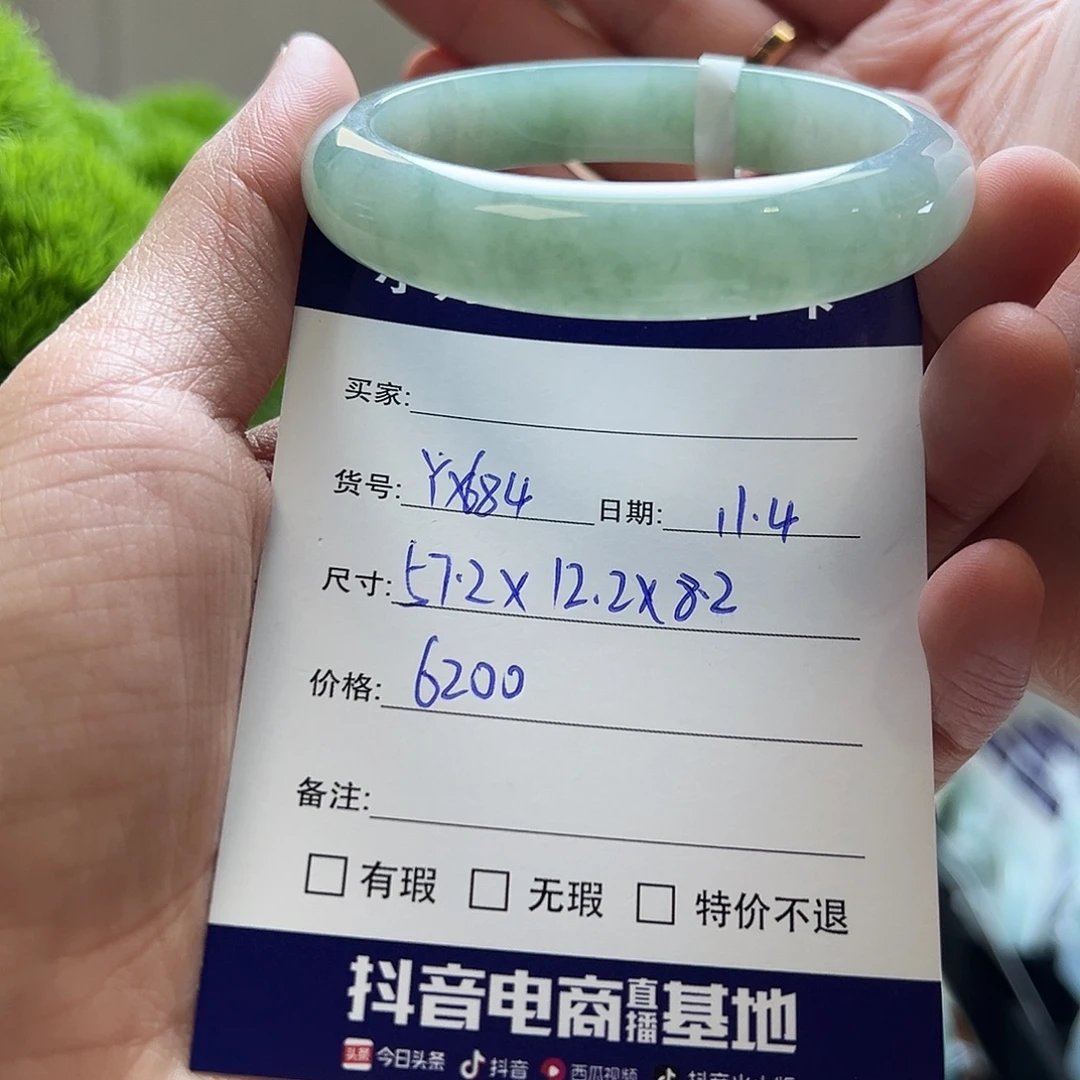 买家:
货号: YX684 日期: 11.4
尺寸: 57.2X12.2X8.2
价格: 6200
备注:
有瑕 无瑕 特价不退
抖音电商直播基地
头条 今日头条 抖音 西瓜视频